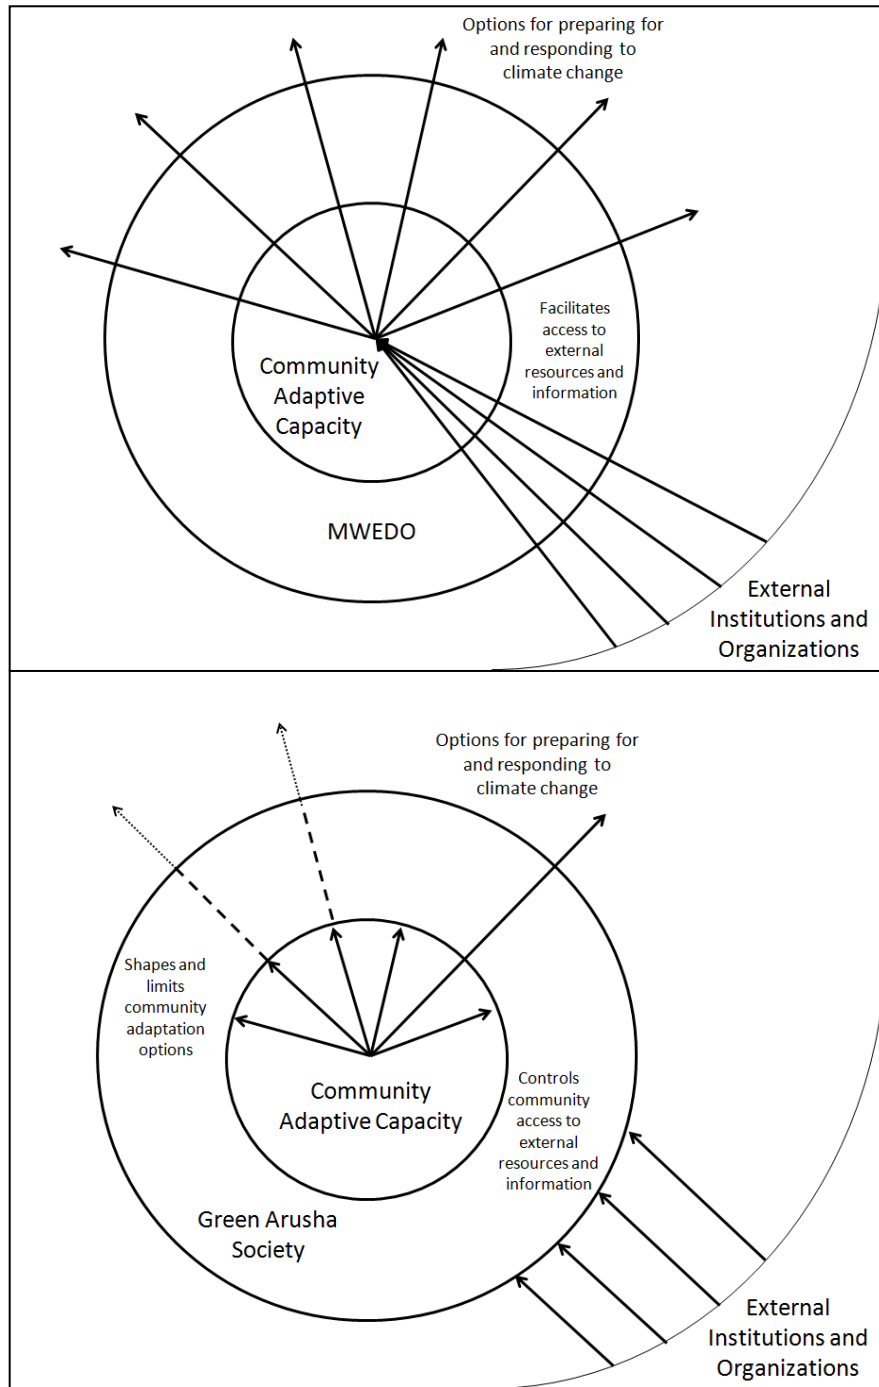 Options for preparing for
and responding to
climate change
Facilitates
access to
external
resources and
information
Community
Adaptive
Capacity
MWEDO
External
Institutions and
Organizations
Options for preparing for
and responding to
climate change
Shapes and
limits
community
adaptation
options
Community
Adaptive Capacity
Controls
community
access to
external
resources and
information
Green Arusha
Society
External
Institutions and
Organizations